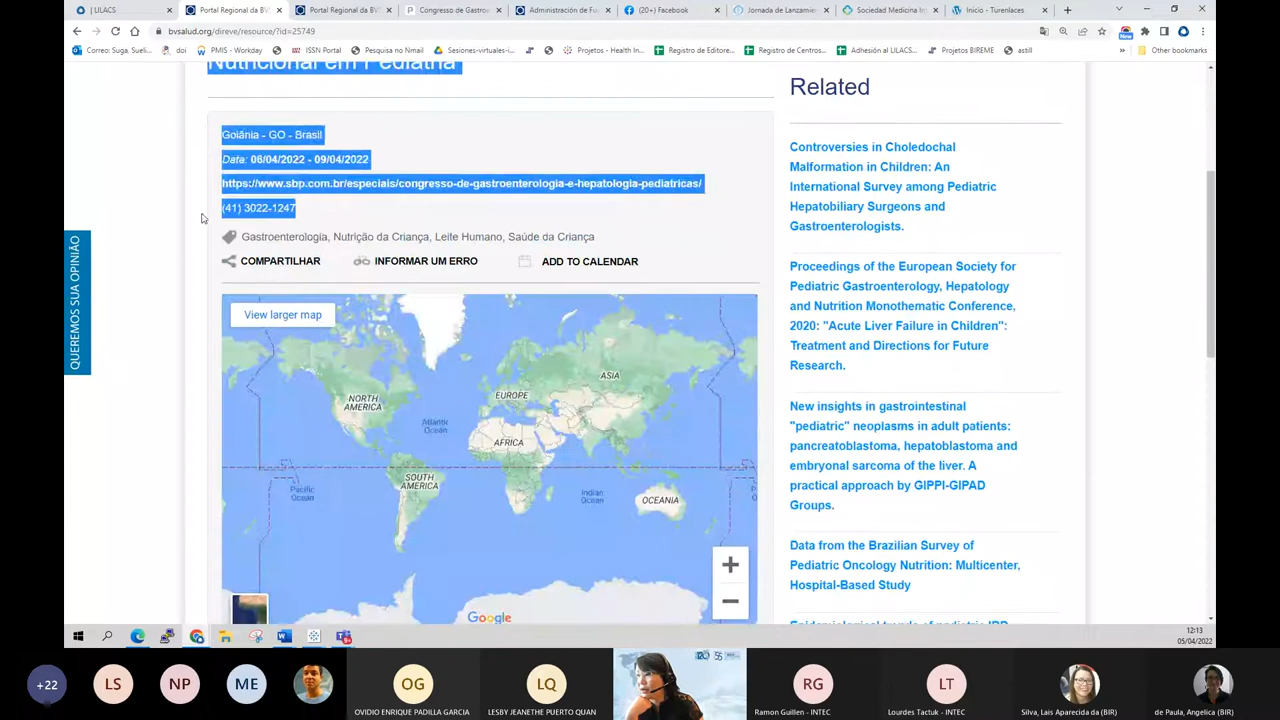 LILACS
Portal Regional da BVS
Portal Regional da BVS
Congresso de Gastroe
Administración de Fu
(20+) Facebook
Jornada de Lanzamien
Sociedad Medicina In
Inicio - Turenlaces
bvsalud.org/direve/resource/?id=25749
Correo: Suga, Sueli...
doi
PMIS - Workday
ISSN Portal
Pesquisa no Nmail
Sesiones-virtuales-i...
Projetos - Health In...
Registro de Editore...
Registro de Centros...
Adhesión al LILACS...
Projetos BIREME
astill
»
Other bookmarks
New
Nutricional em Pediatria
Goiânia - GO - Brasil
Data: 06/04/2022 - 09/04/2022
https://www.sbp.com.br/especiais/congresso-de-gastroenterologia-e-hepatologia-pediatricas/
(41) 3022-1247
Gastroenterologia, Nutrição da Criança, Leite Humano, Saúde da Criança
COMPARTILHAR
INFORMAR UM ERRO
ADD TO CALENDAR
QUEREMOS SUA OPINIÃO
View larger map
NORTH
AMERICA
Atlantic
Ocean
EUROPE
ASIA
AFRICA
SOUTH
AMERICA
Pacific
Ocean
Indian
Ocean
OCEANIA
P
O
+
−
Google
Related
Controversies in Choledochal
Malformation in Children: An
International Survey among Pediatric
Hepatobiliary Surgeons and
Gastroenterologists.
Proceedings of the European Society for
Pediatric Gastroenterology, Hepatology
and Nutrition Monothematic Conference,
2020: "Acute Liver Failure in Children":
Treatment and Directions for Future
Research.
New insights in gastrointestinal
"pediatric" neoplasms in adult patients:
pancreatoblastoma, hepatoblastoma and
embryonal sarcoma of the liver. A
practical approach by GIPPI-GIPAD
Groups.
Data from the Brazilian Survey of
Pediatric Oncology Nutrition: Multicenter,
Hospital-Based Study
12:13
05/04/2022
+22
LS
NP
ME
OG
OVIDIO ENRIQUE PADILLA GARCIA
LQ
LESBY JEANETHE PUERTO QUAN
120
55
RG
Ramon Guillen - INTEC
LT
Lourdes Tactuk - INTEC
Silva, Lais Aparecida da (BIR)
de Paula, Angelica (BIR)